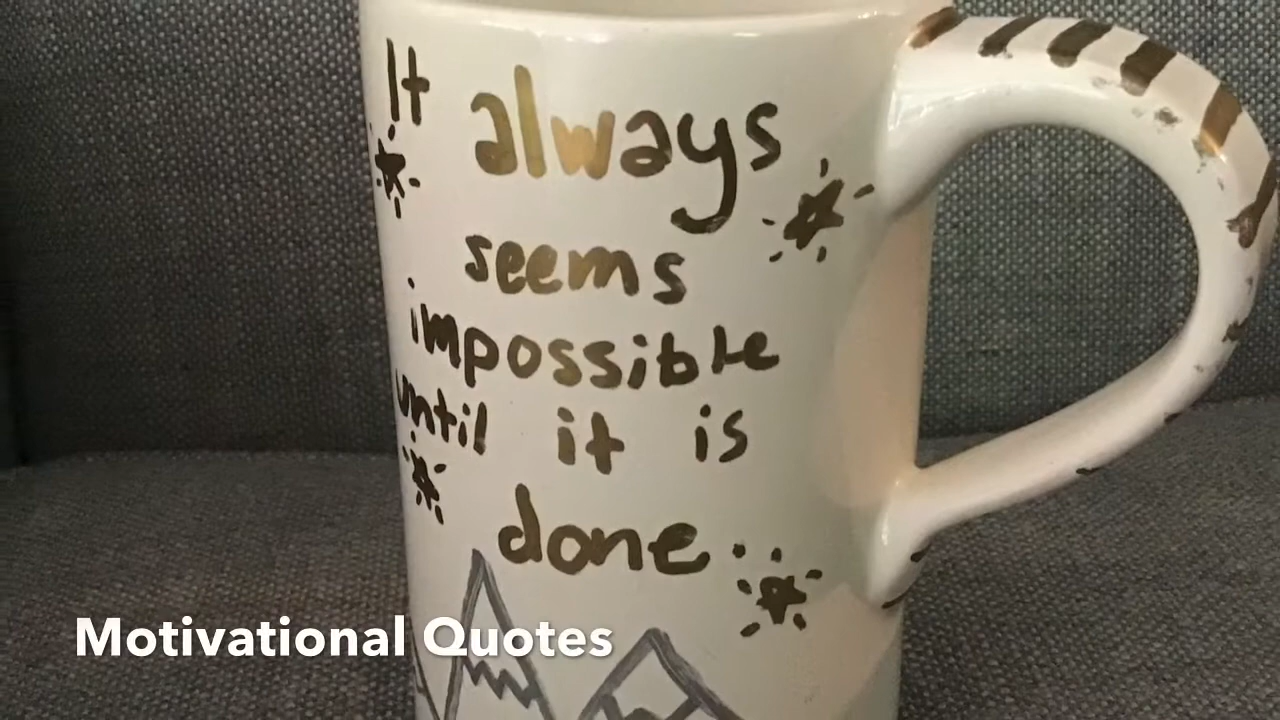 It always
seems
impossible
until it is
done.
Motivational Quotes